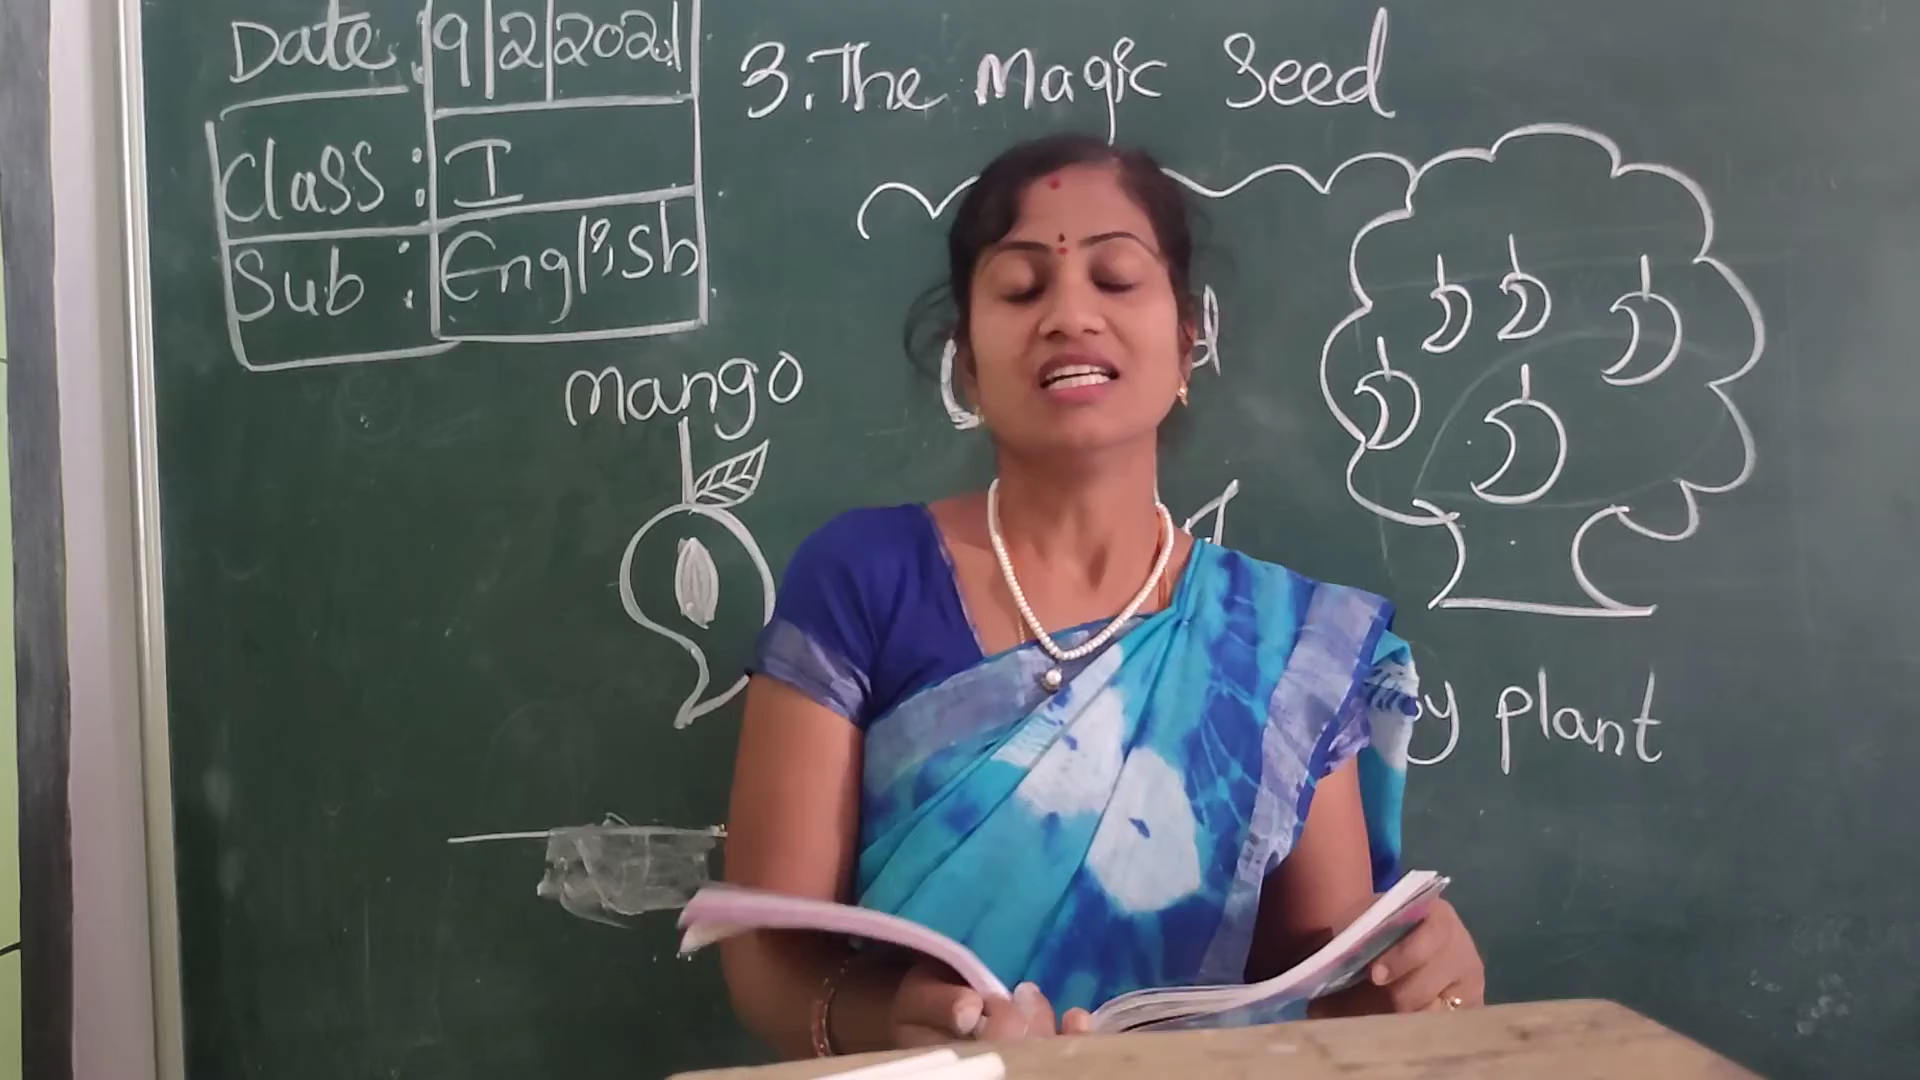 Date: 9/2/2021
Class: I
Sub: English
3. The Magic Seed
mango
plant